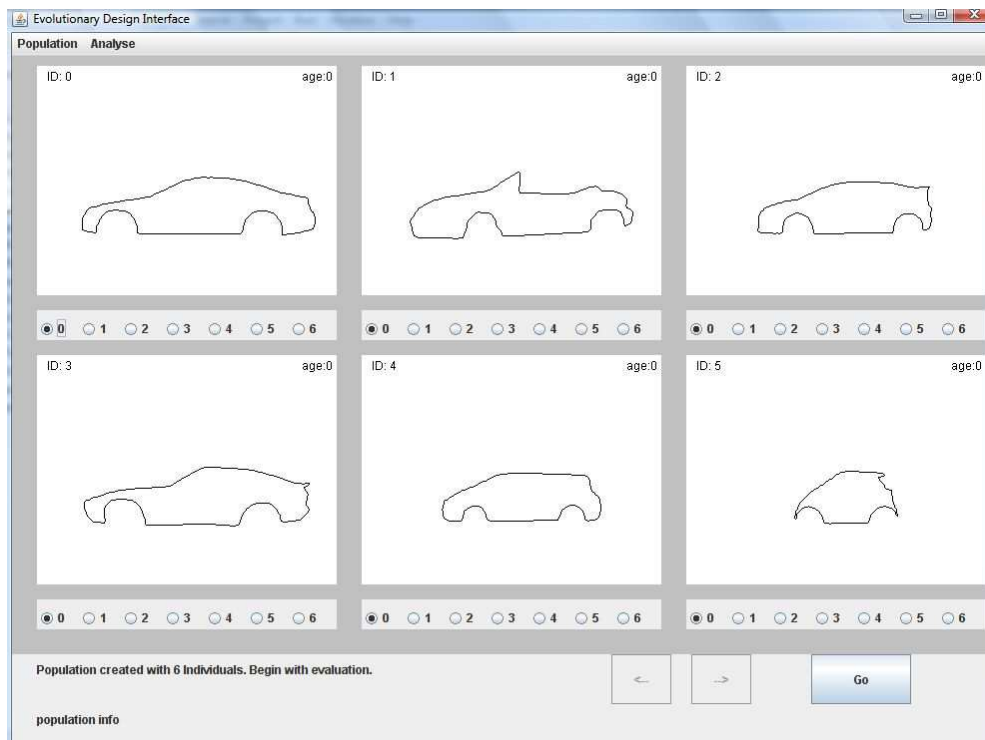 Evolutionary Design Interface
Population Analyse
ID: 0 age:0 ID: 1 age:0 ID: 2 age:0
0 1 2 3 4 5 6 0 1 2 3 4 5 6 0 1 2 3 4 5 6
ID: 3 age:0 ID: 4 age:0 ID: 5 age:0
0 1 2 3 4 5 6 0 1 2 3 4 5 6 0 1 2 3 4 5 6
Population created with 6 Individuals. Begin with evaluation.
<-- --> Go
population info